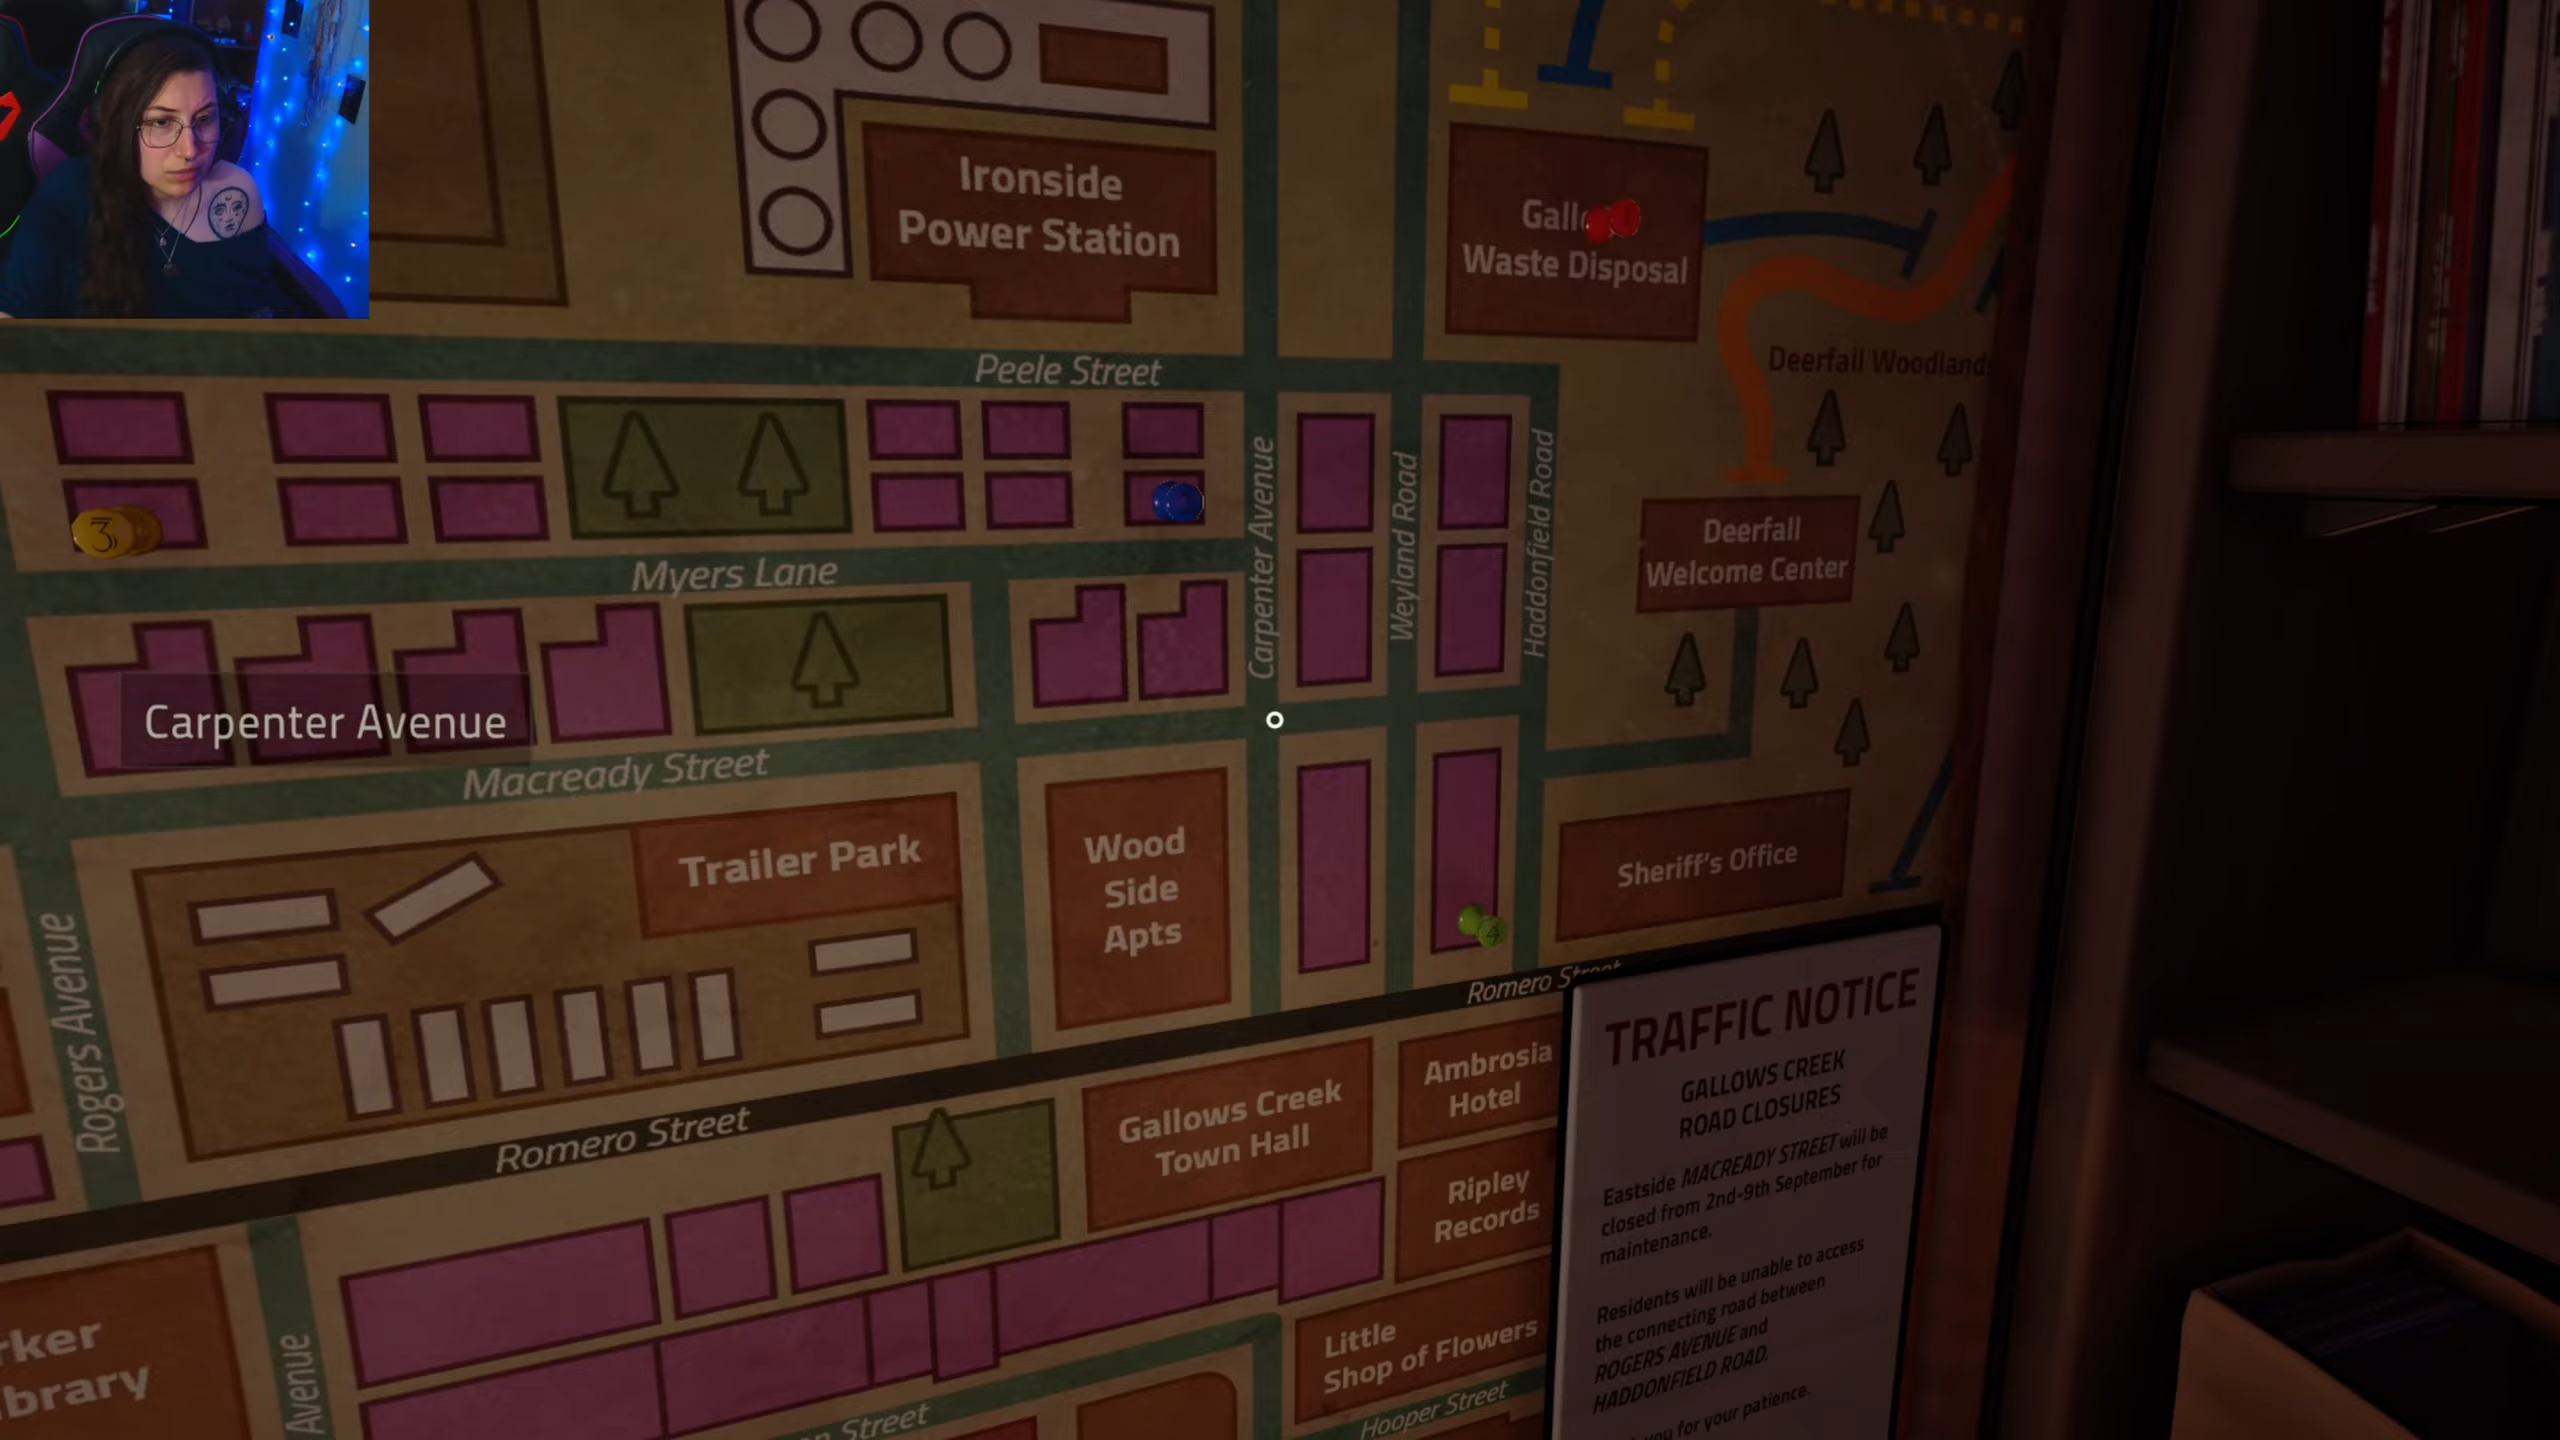 Ironside
Power Station
Waste Disposal
Peele Street
Deerfall Woodlands
Carpenter Avenue
Weyland Road
Haddonfield Road
Deerfall
Welcome Center
3
Myers Lane
Carpenter Avenue
Macready Street
Trailer Park
Wood
Side
Apts
Sheriff's Office
4
Rogers Avenue
Romero Street
Romero Street
Gallows Creek
Town Hall
Ambrosia
Hotel
Ripley
Records
Little
Shop of Flowers
Hooper Street
Avenue
Street
TRAFFIC NOTICE
GALLOWS CREEK
ROAD CLOSURES
Eastside MACREADY STREET will be
closed from 2nd-9th September for
maintenance.
Residents will be unable to access
the connecting road between
ROGERS AVENUE and
HADDONFIELD ROAD.
you for your patience.